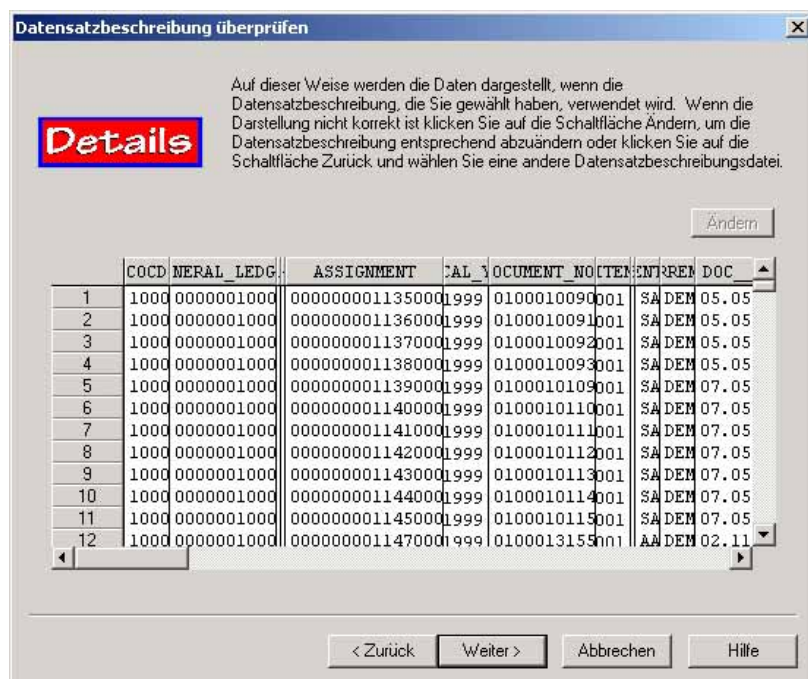 Datensatzbeschreibung überprüfen
Auf dieser Weise werden die Daten dargestellt, wenn die
Datensatzbeschreibung, die Sie gewählt haben, verwendet wird. Wenn die
Darstellung nicht korrekt ist klicken Sie auf die Schaltfläche Ändern, um die
Datensatzbeschreibung entsprechend abzuändern oder klicken Sie auf die
Schaltfläche Zurück und wählen Sie eine andere Datensatzbeschreibungsdatei.
Details
Ändern
COCD NERAL_LEDG ASSIGNMENT CAL_Y OCUMENT_NO ITEM ENT RREN DOC_
1 1000 0000001000 000000001135000 1999 0100010090 001 SA DEM 05.05
2 1000 0000001000 000000001136000 1999 0100010091 001 SA DEM 05.05
3 1000 0000001000 000000001137000 1999 0100010092 001 SA DEM 05.05
4 1000 0000001000 000000001138000 1999 0100010093 001 SA DEM 05.05
5 1000 0000001000 000000001139000 1999 0100010109 001 SA DEM 07.05
6 1000 0000001000 000000001140000 1999 0100010110 001 SA DEM 07.05
7 1000 0000001000 000000001141000 1999 0100010111 001 SA DEM 07.05
8 1000 0000001000 000000001142000 1999 0100010112 001 SA DEM 07.05
9 1000 0000001000 000000001143000 1999 0100010113 001 SA DEM 07.05
10 1000 0000001000 000000001144000 1999 0100010114 001 SA DEM 07.05
11 1000 0000001000 000000001145000 1999 0100010115 001 SA DEM 07.05
12 1000 0000001000 000000001147000 1999 0100013155 001 AA DEM 02.11
< Zurück Weiter > Abbrechen Hilfe